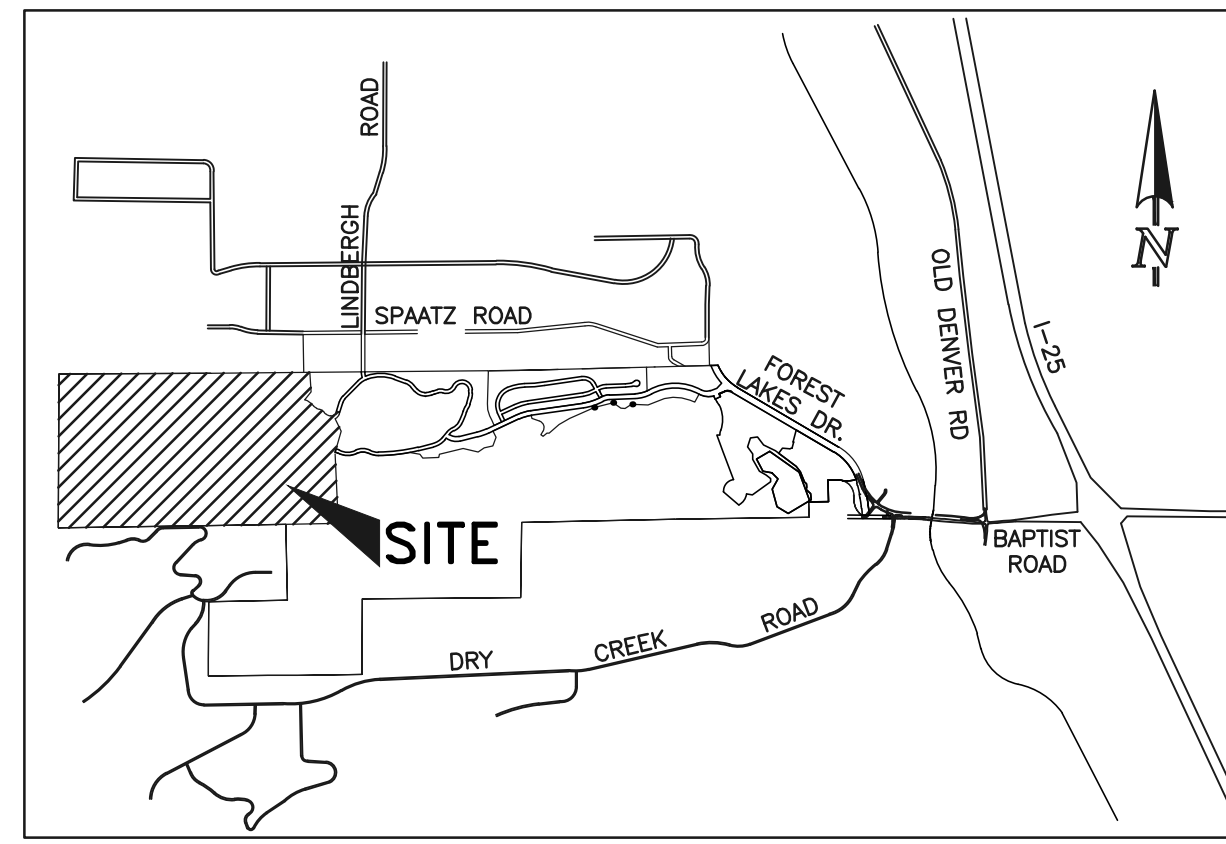 LINDBERGH ROAD
SPAATZ ROAD
FOREST
LAKES DR.
OLD DENVER RD
I-25
N
SITE
BAPTIST
ROAD
DRY CREEK ROAD